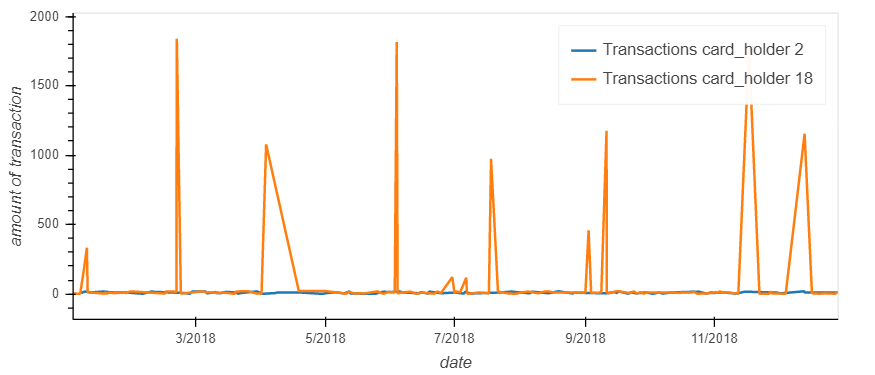 2000
Transactions card_holder 2
Transactions card_holder 18
1500
amount of transaction
1000
500
0
3/2018 5/2018 7/2018 9/2018 11/2018
date